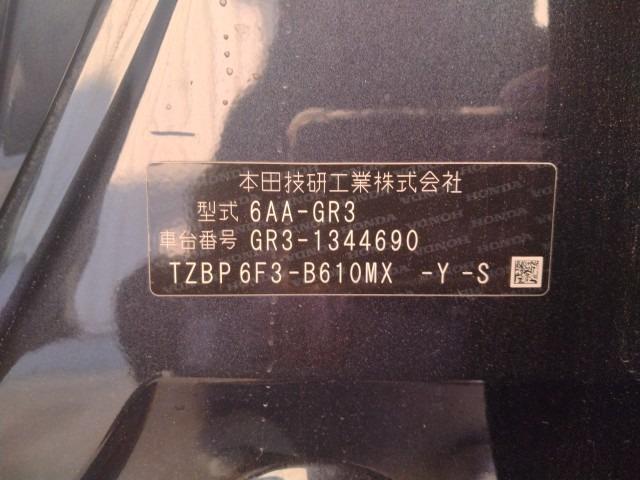 本田技研工業株式会社
型式 6AA-GR3
車台番号 GR3-1344690
TZBP 6F3-B610MX -Y -S